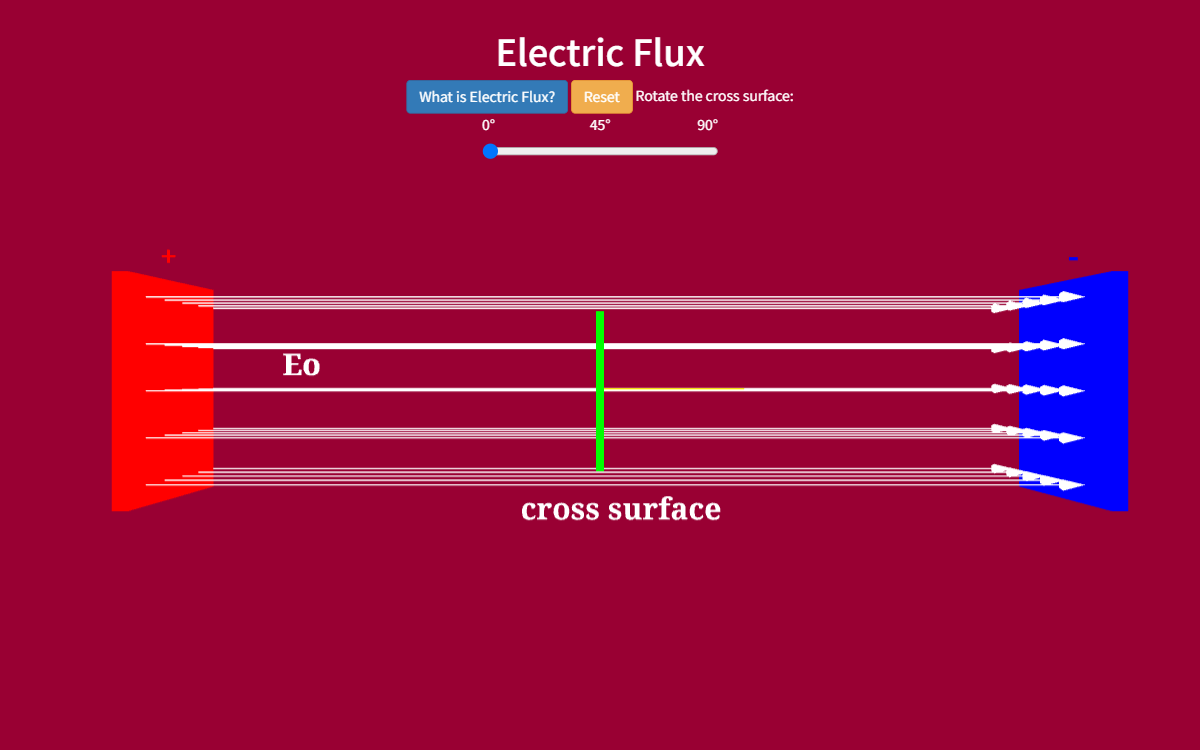 Electric Flux
What is Electric Flux? Reset Rotate the cross surface:
0° 45° 90°
+ -
Eo
cross surface